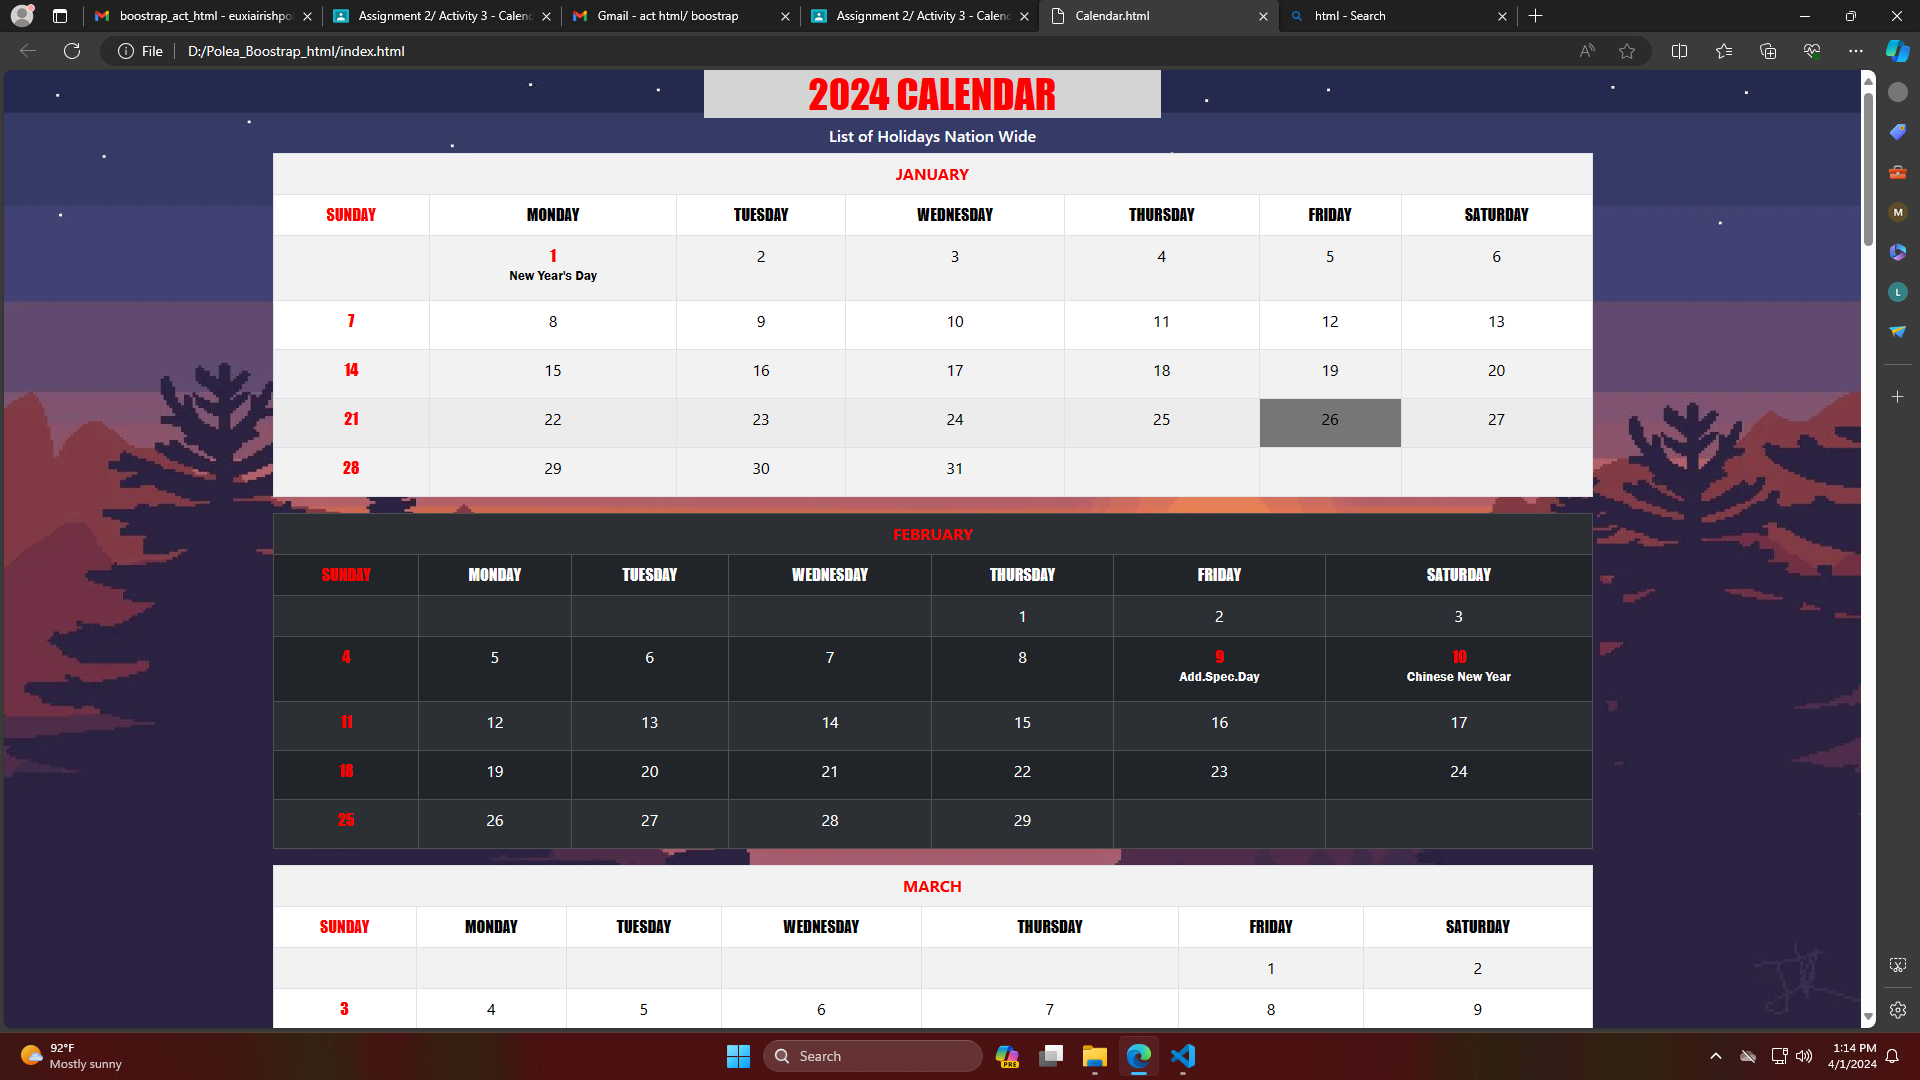 boostrap_act_html - euxiairishpo
Assignment 2/ Activity 3 - Calenc
Gmail - act html/ boostrap
Assignment 2/ Activity 3 - Calenc
Calendar.html
html - Search
File
D:/Polea_Boostrap_html/index.html
2024 CALENDAR
List of Holidays Nation Wide
JANUARY
SUNDAY MONDAY TUESDAY WEDNESDAY THURSDAY FRIDAY SATURDAY
1 2 3 4 5 6
New Year's Day
7 8 9 10 11 12 13
14 15 16 17 18 19 20
21 22 23 24 25 26 27
28 29 30 31
FEBRUARY
SUNDAY MONDAY TUESDAY WEDNESDAY THURSDAY FRIDAY SATURDAY
1 2 3
4 5 6 7 8 9 10
Add.Spec.Day Chinese New Year
11 12 13 14 15 16 17
18 19 20 21 22 23 24
25 26 27 28 29
MARCH
SUNDAY MONDAY TUESDAY WEDNESDAY THURSDAY FRIDAY SATURDAY
1 2
3 4 5 6 7 8 9
M
L
92°F
Mostly sunny
Search
PRE
1:14 PM
4/1/2024